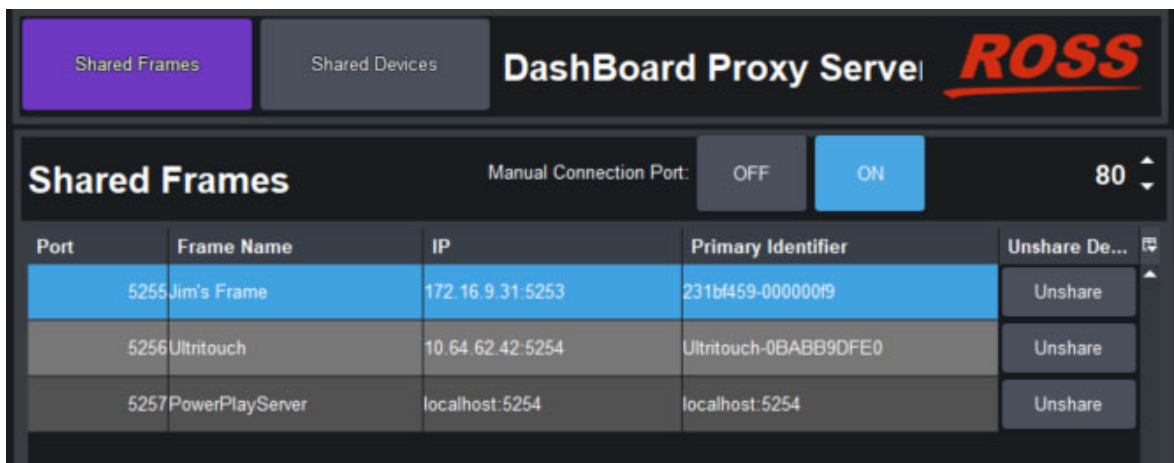 Shared Frames Shared Devices DashBoard Proxy Server ROSS
Shared Frames Manual Connection Port: OFF ON 80
Port Frame Name IP Primary Identifier Unshare De...
5255 Jim's Frame 172.16.9.31:5253 231bf459-000000f9 Unshare
5256 Ultritouch 10.64.62.42:5254 Ultritouch-0BABB9DFE0 Unshare
5257 PowerPlayServer localhost:5254 localhost:5254 Unshare